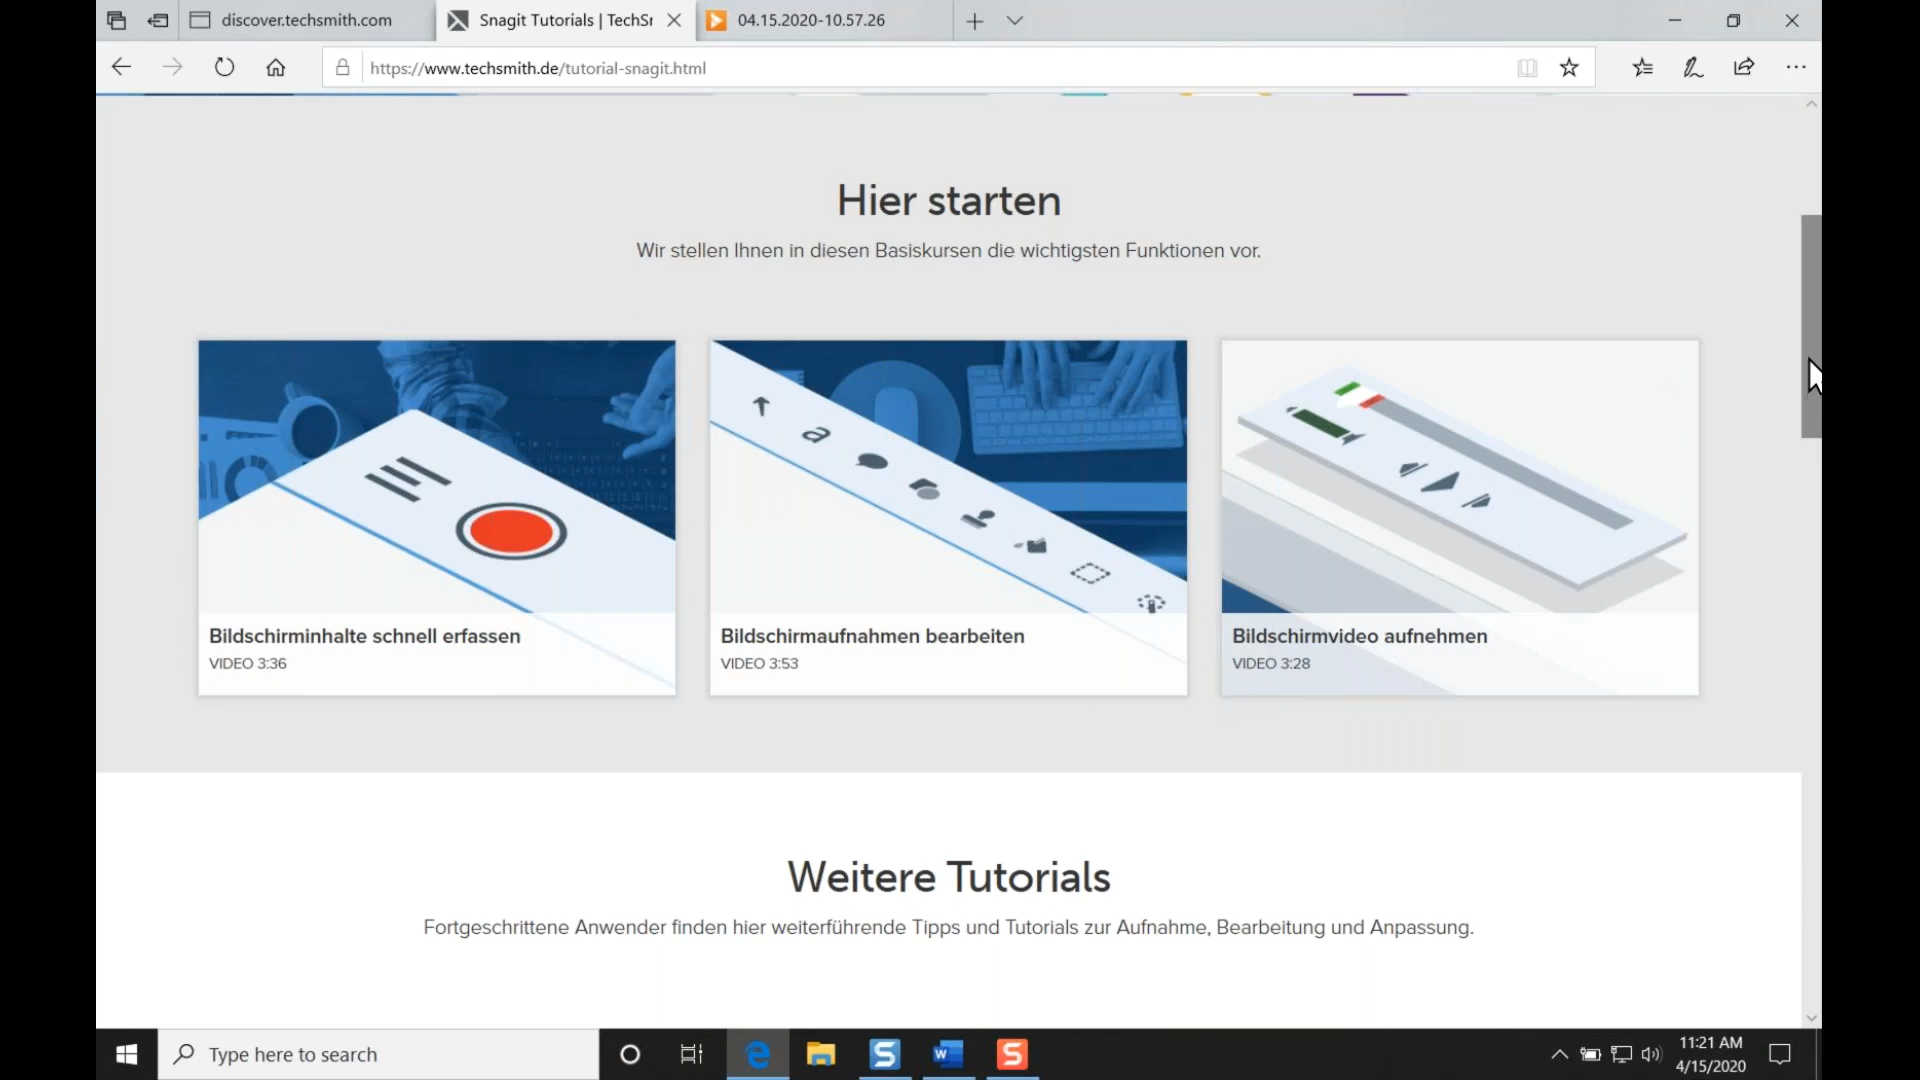 discover.techsmith.com
Snagit Tutorials | TechSr
04.15.2020-10.57.26
https://www.techsmith.de/tutorial-snagit.html
Hier starten
Wir stellen Ihnen in diesen Basiskursen die wichtigsten Funktionen vor.
a
Bildschirminhalte schnell erfassen
VIDEO 3:36
Bildschirmaufnahmen bearbeiten
VIDEO 3:53
Bildschirmvideo aufnehmen
VIDEO 3:28
Weitere Tutorials
Fortgeschrittene Anwender finden hier weiterführende Tipps und Tutorials zur Aufnahme, Bearbeitung und Anpassung.
Type here to search
11:21 AM
4/15/2020